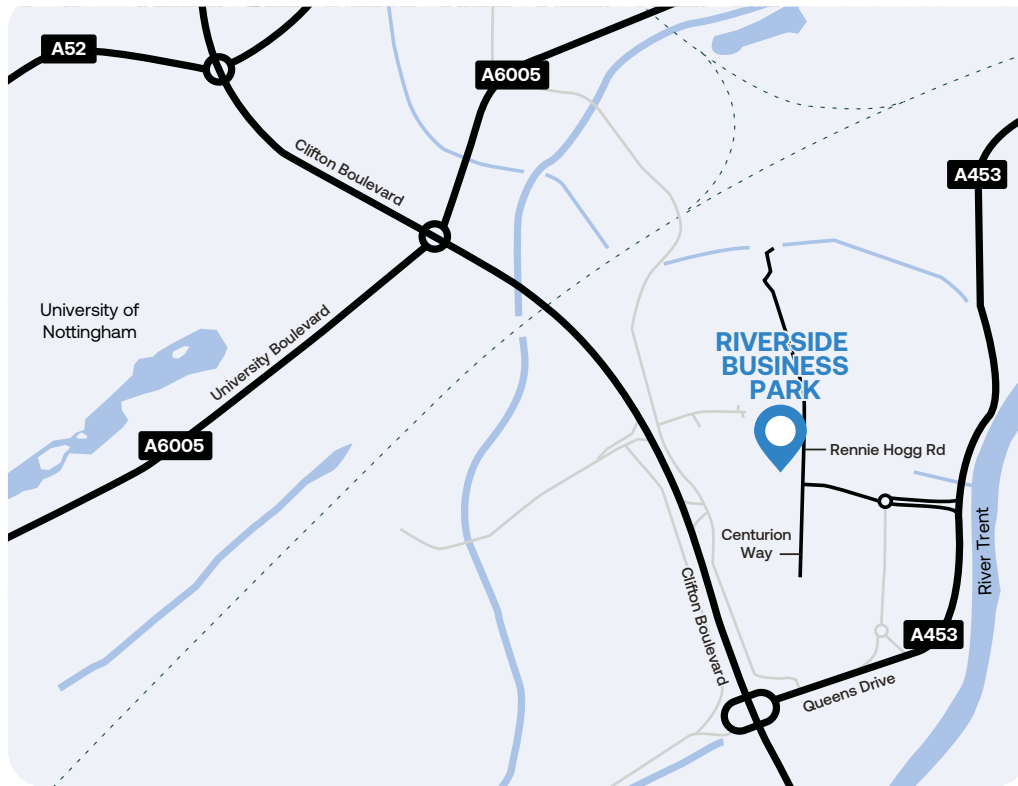 A52
A6005
Clifton Boulevard
A453
University of
Nottingham
University Boulevard
RIVERSIDE
BUSINESS
PARK
A6005
Rennie Hogg Rd
Centurion
Way
River Trent
Clifton Boulevard
A453
Queens Drive